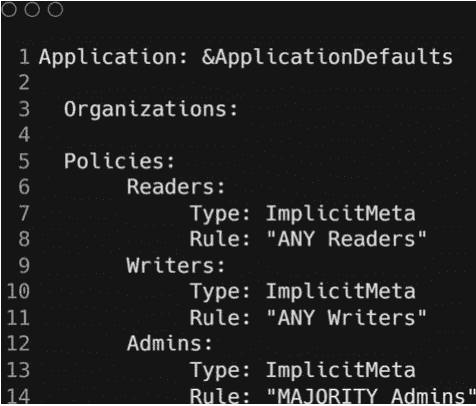 1 Application: &ApplicationDefaults
2
3 Organizations:
4
5 Policies:
6 Readers:
7 Type: ImplicitMeta
8 Rule: "ANY Readers"
9 Writers:
10 Type: ImplicitMeta
11 Rule: "ANY Writers"
12 Admins:
13 Type: ImplicitMeta
14 Rule: "MAJORITY Admins"